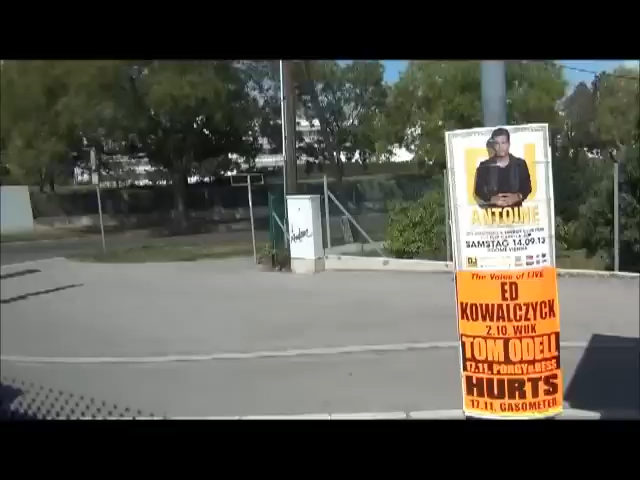 DJ
ANTOINE
SAMSTAG 14.09.13
The Voice of LIVE
ED
KOWALCZYCK
2.10. WUK
TOM ODELL
17.11. PORGY & BESS
HURTS
17.11. GASOMETER